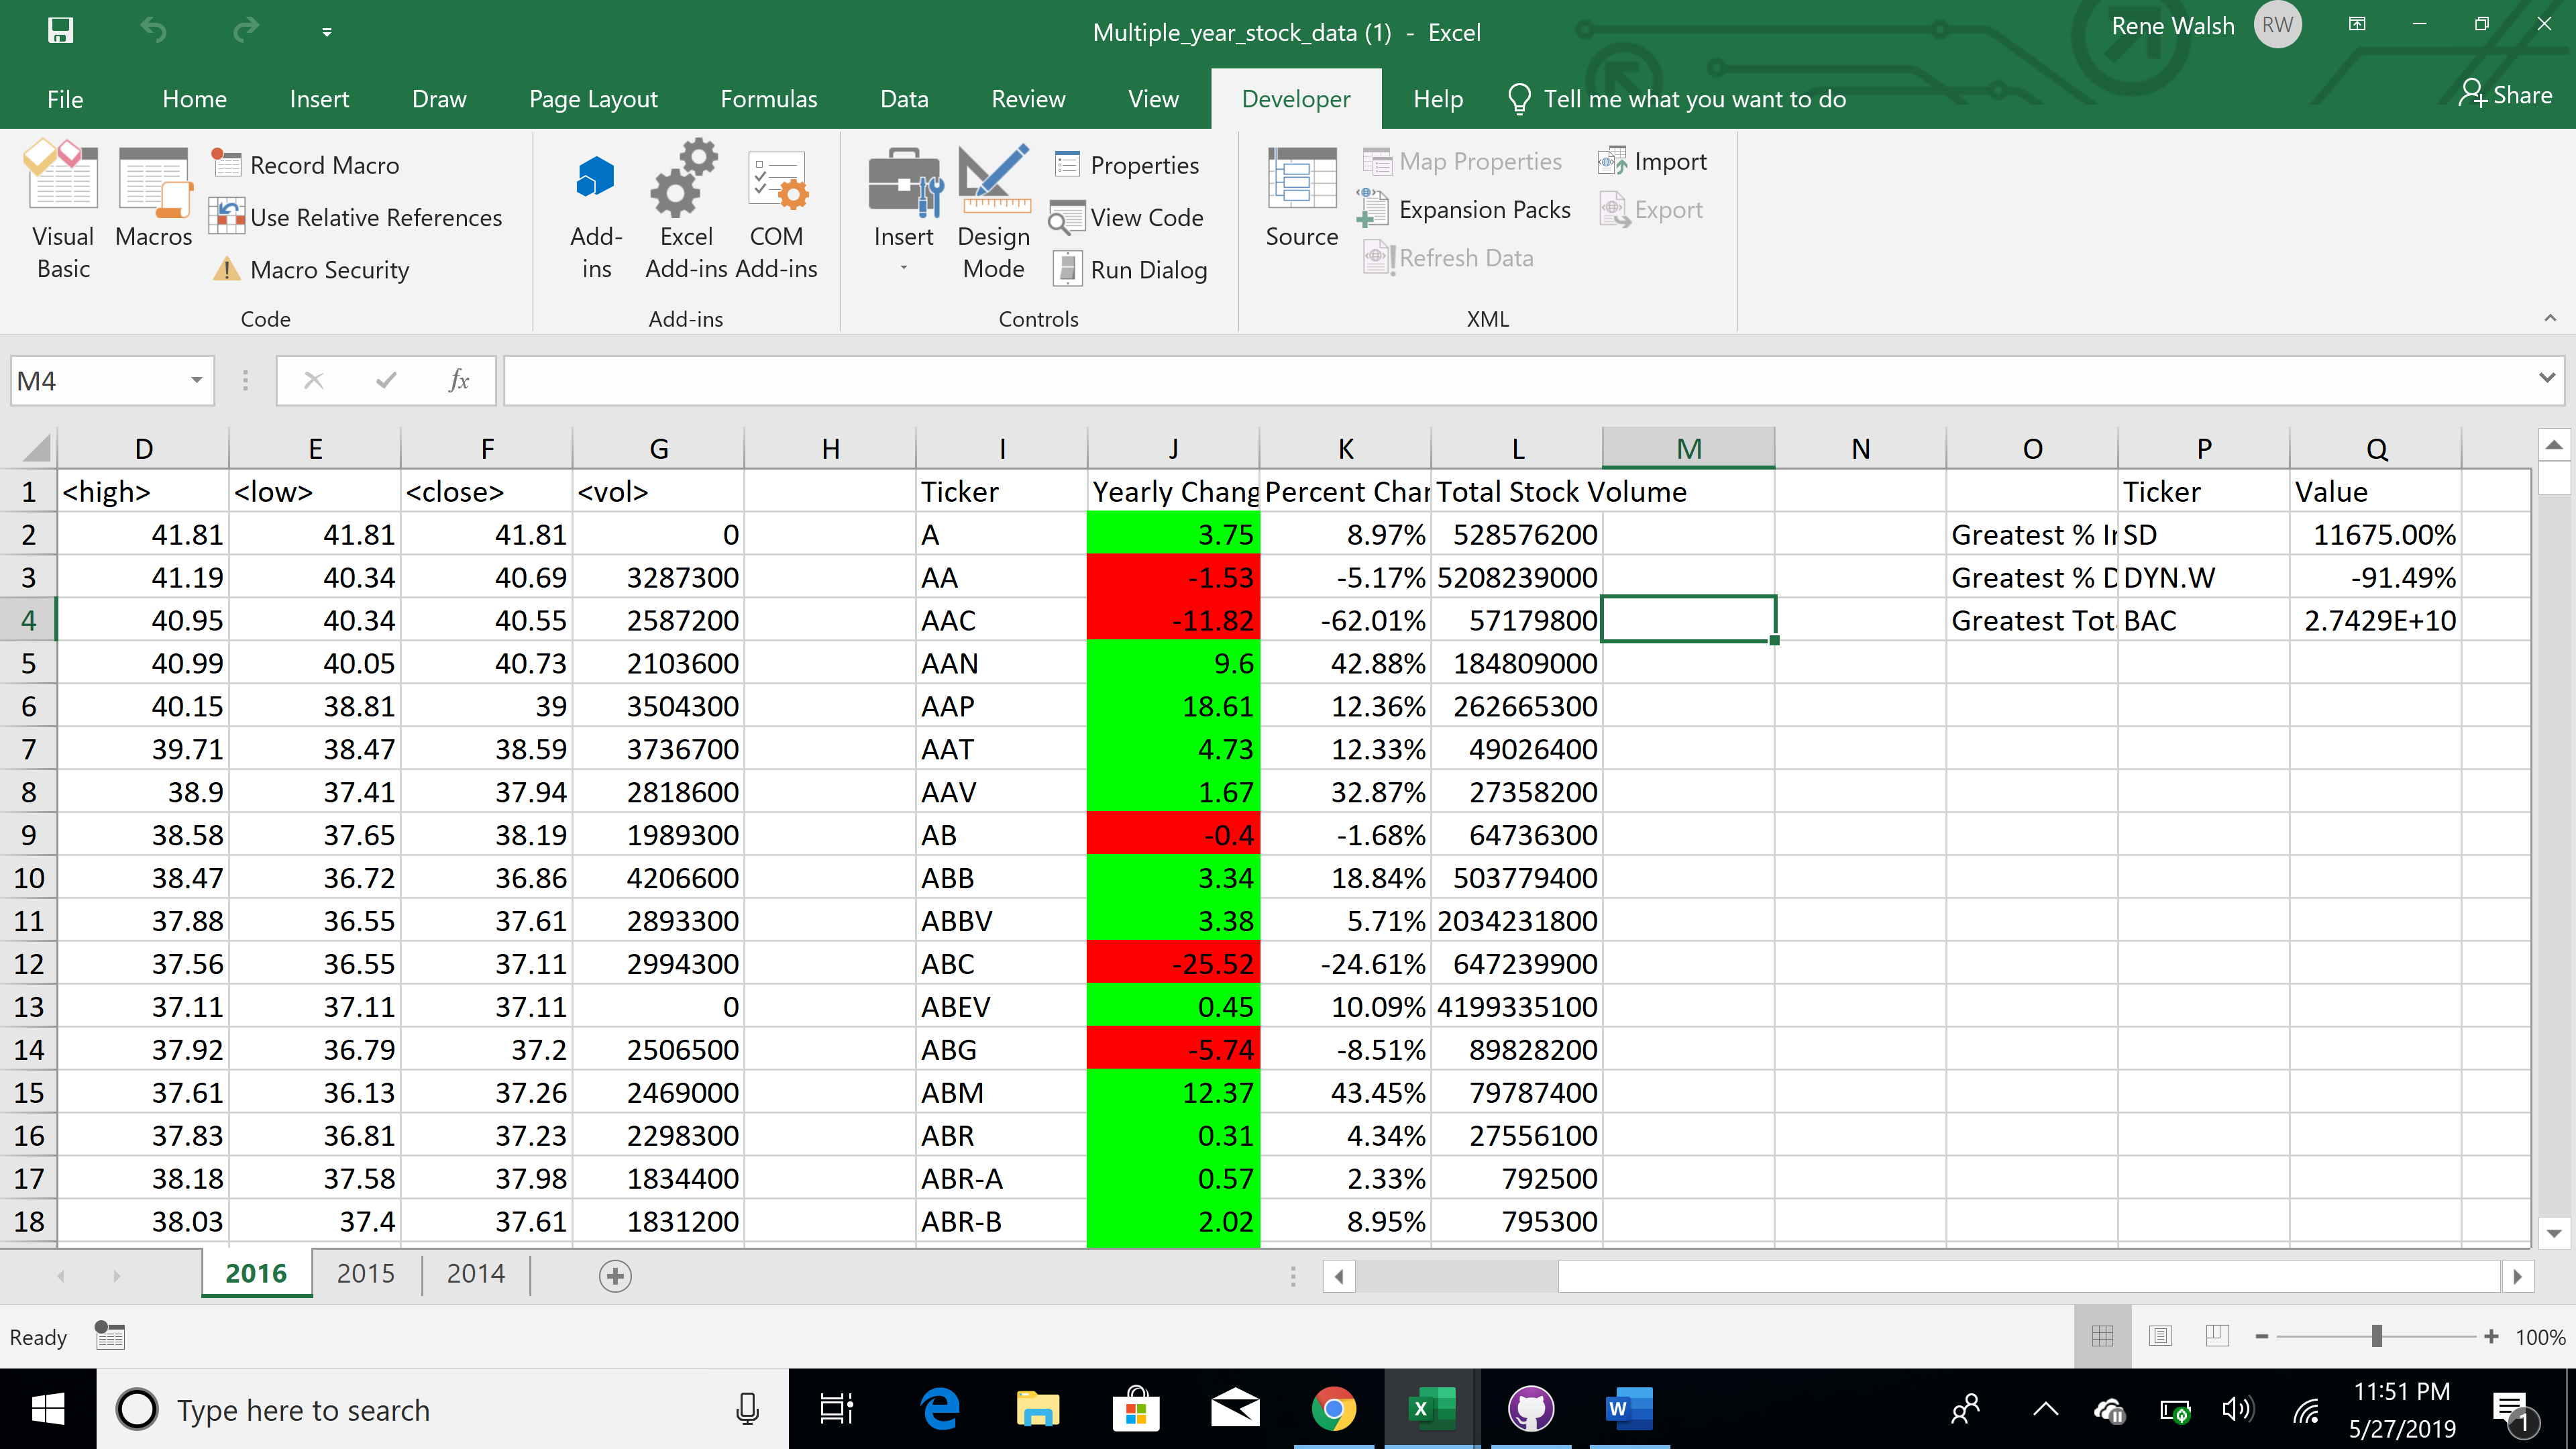 Multiple_year_stock_data (1) - Excel
Rene Walsh RW
File Home Insert Draw Page Layout Formulas Data Review View Developer Help Tell me what you want to do Share
Visual Basic
Macros
Record Macro
Use Relative References
Macro Security
Code
Add-ins
Excel Add-ins
COM Add-ins
Add-ins
Insert
Design Mode
Properties
View Code
Run Dialog
Controls
Source
Map Properties
Expansion Packs
Refresh Data
Import
Export
XML
M4 fx
D E F G H I J K L M N O P Q
1 <high> <low> <close> <vol> Ticker Yearly Chang Percent Char Total Stock Volume Ticker Value
2 41.81 41.81 41.81 0 A 3.75 8.97% 528576200 Greatest % Ir SD 11675.00%
3 41.19 40.34 40.69 3287300 AA -1.53 -5.17% 5208239000 Greatest % D DYN.W -91.49%
4 40.95 40.34 40.55 2587200 AAC -11.82 -62.01% 57179800 Greatest Tot BAC 2.7429E+10
5 40.99 40.05 40.73 2103600 AAN 9.6 42.88% 184809000
6 40.15 38.81 39 3504300 AAP 18.61 12.36% 262665300
7 39.71 38.47 38.59 3736700 AAT 4.73 12.33% 49026400
8 38.9 37.41 37.94 2818600 AAV 1.67 32.87% 27358200
9 38.58 37.65 38.19 1989300 AB -0.4 -1.68% 64736300
10 38.47 36.72 36.86 4206600 ABB 3.34 18.84% 503779400
11 37.88 36.55 37.61 2893300 ABBV 3.38 5.71% 2034231800
12 37.56 36.55 37.11 2994300 ABC -25.52 -24.61% 647239900
13 37.11 37.11 37.11 0 ABEV 0.45 10.09% 4199335100
14 37.92 36.79 37.2 2506500 ABG -5.74 -8.51% 89828200
15 37.61 36.13 37.26 2469000 ABM 12.37 43.45% 79787400
16 37.83 36.81 37.23 2298300 ABR 0.31 4.34% 27556100
17 38.18 37.58 37.98 1834400 ABR-A 0.57 2.33% 792500
18 38.03 37.4 37.61 1831200 ABR-B 2.02 8.95% 795300
2016 2015 2014
Ready 100%
Type here to search
11:51 PM
5/27/2019
1